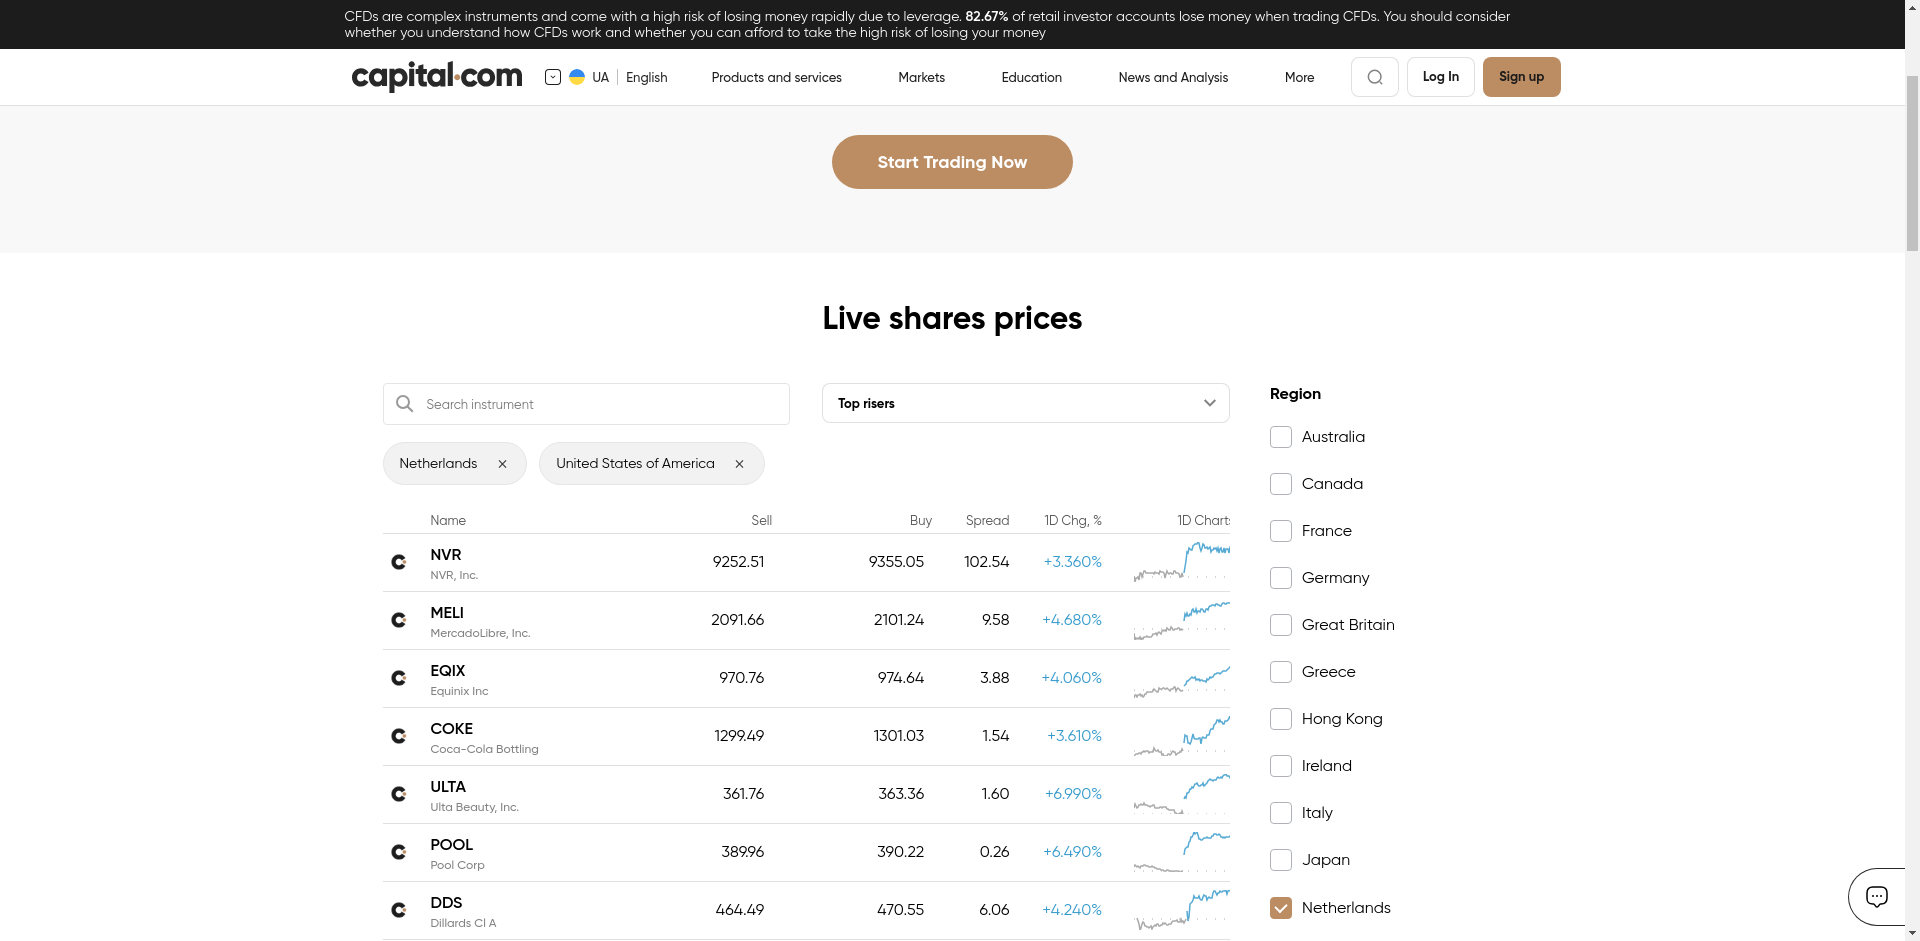 CFDs are complex instruments and come with a high risk of losing money rapidly due to leverage. 82.67% of retail investor accounts lose money when trading CFDs. You should consider
whether you understand how CFDs work and whether you can afford to take the high risk of losing your money
capital.com UA English Products and services Markets Education News and Analysis More Log In Sign up
Start Trading Now
Live shares prices
Search instrument
Top risers
Netherlands
United States of America
Name Sell Buy Spread 1D Chg, % 1D Charts
NVR
NVR, Inc.
9252.51 9355.05 102.54 +3.360%
MELI
MercadoLibre, Inc.
2091.66 2101.24 9.58 +4.680%
EQIX
Equinix Inc
970.76 974.64 3.88 +4.060%
COKE
Coca-Cola Bottling
1299.49 1301.03 1.54 +3.610%
ULTA
Ulta Beauty, Inc.
361.76 363.36 1.60 +6.990%
POOL
Pool Corp
389.96 390.22 0.26 +6.490%
DDS
Dillards Cl A
464.49 470.55 6.06 +4.240%
Region
Australia
Canada
France
Germany
Great Britain
Greece
Hong Kong
Ireland
Italy
Japan
Netherlands